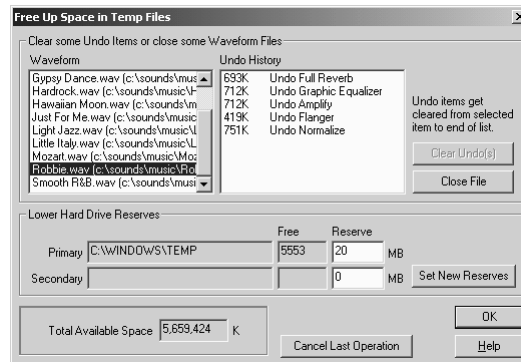 Free Up Space in Temp Files
Clear some Undo Items or close some Waveform Files
Waveform
Undo History
Gypsy Dance.wav (c:\sounds\mus
Hardrock.wav (c:\sounds\music\H
Hawaiian Moon.wav (c:\sounds\m
Just For Me.wav (c:\sounds\music
Light Jazz.wav (c:\sounds\music\L
Little Italy.wav (c:\sounds\music\L
Mozart.wav (c:\sounds\music\Moz
Robbie.wav (c:\sounds\music\Rol
Smooth R&B.wav (c:\sounds\musi
693K Undo Full Reverb
712K Undo Graphic Equalizer
712K Undo Amplify
419K Undo Flanger
751K Undo Normalize
Undo items get
cleared from selected
item to end of list.
Clear Undo(s)
Close File
Lower Hard Drive Reserves
Free Reserve
Primary C:\WINDOWS\TEMP 5553 20 MB
Secondary 0 MB Set New Reserves
Total Available Space 5,659,424 K
OK
Cancel Last Operation Help